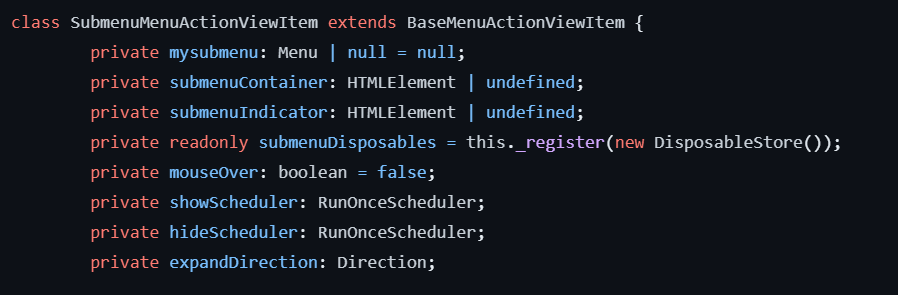 class SubmenuMenuActionViewItem extends BaseMenuActionViewItem {
private mysubmenu: Menu | null = null;
private submenuContainer: HTMLElement | undefined;
private submenuIndicator: HTMLElement | undefined;
private readonly submenuDisposables = this._register(new DisposableStore());
private mouseOver: boolean = false;
private showScheduler: RunOnceScheduler;
private hideScheduler: RunOnceScheduler;
private expandDirection: Direction;